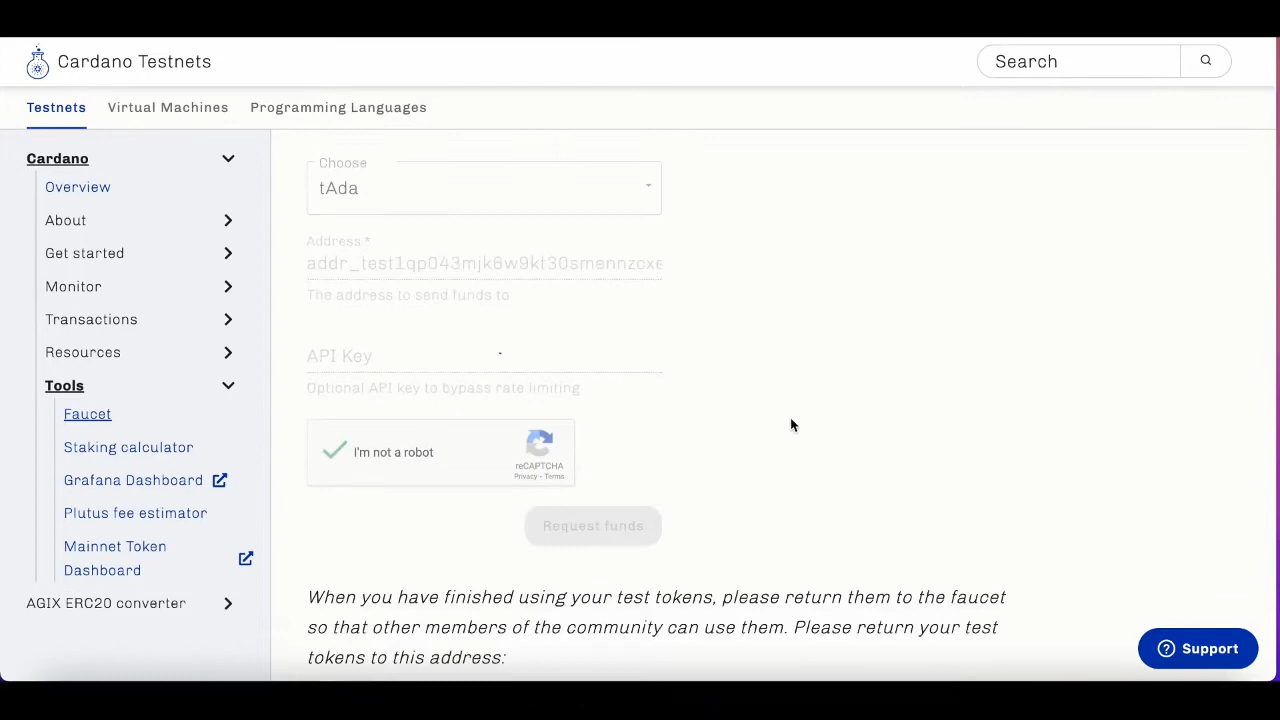 Cardano Testnets
Search
Testnets Virtual Machines Programming Languages
Cardano
Overview
About
Get started
Monitor
Transactions
Resources
Tools
Faucet
Staking calculator
Grafana Dashboard
Plutus fee estimator
Mainnet Token
Dashboard
AGIX ERC20 converter
Choose
tAda
Address *
addr_test1qp043mjk6w9kt30smennzcxe
The address to send funds to
API Key
Optional API key to bypass rate limiting
I'm not a robot
reCAPTCHA
Privacy - Terms
Request funds
When you have finished using your test tokens, please return them to the faucet
so that other members of the community can use them. Please return your test
tokens to this address:
Support